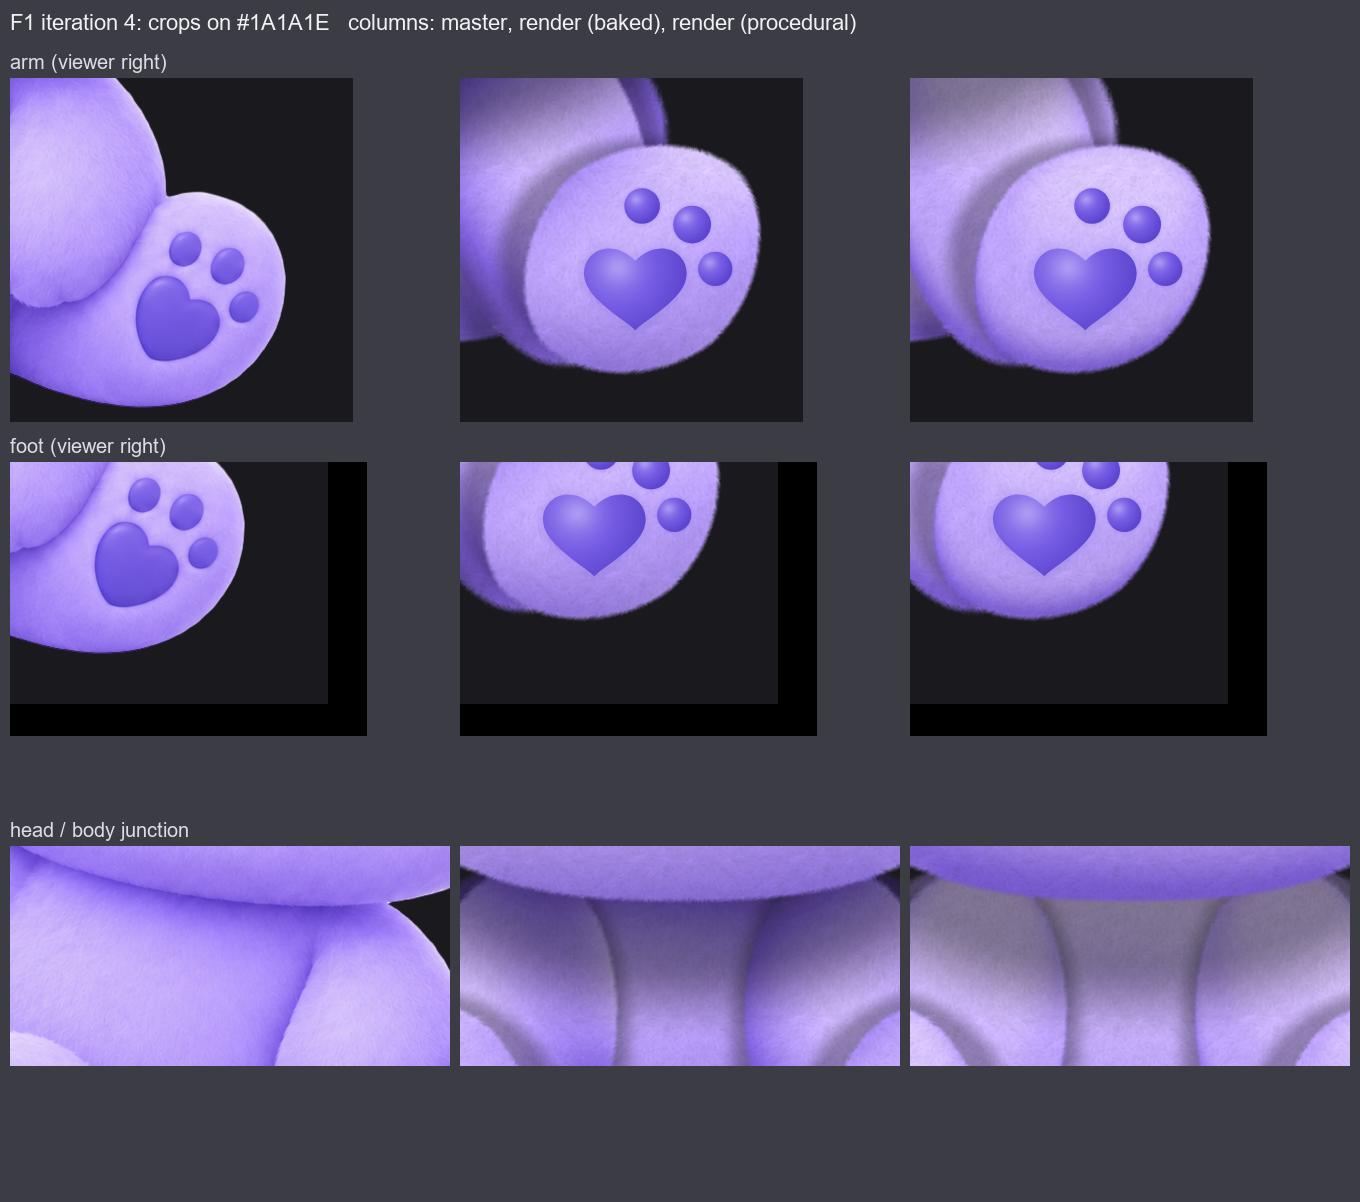 F1 iteration 4: crops on #1A1A1E   columns: master, render (baked), render (procedural)
arm (viewer right)
foot (viewer right)
head / body junction